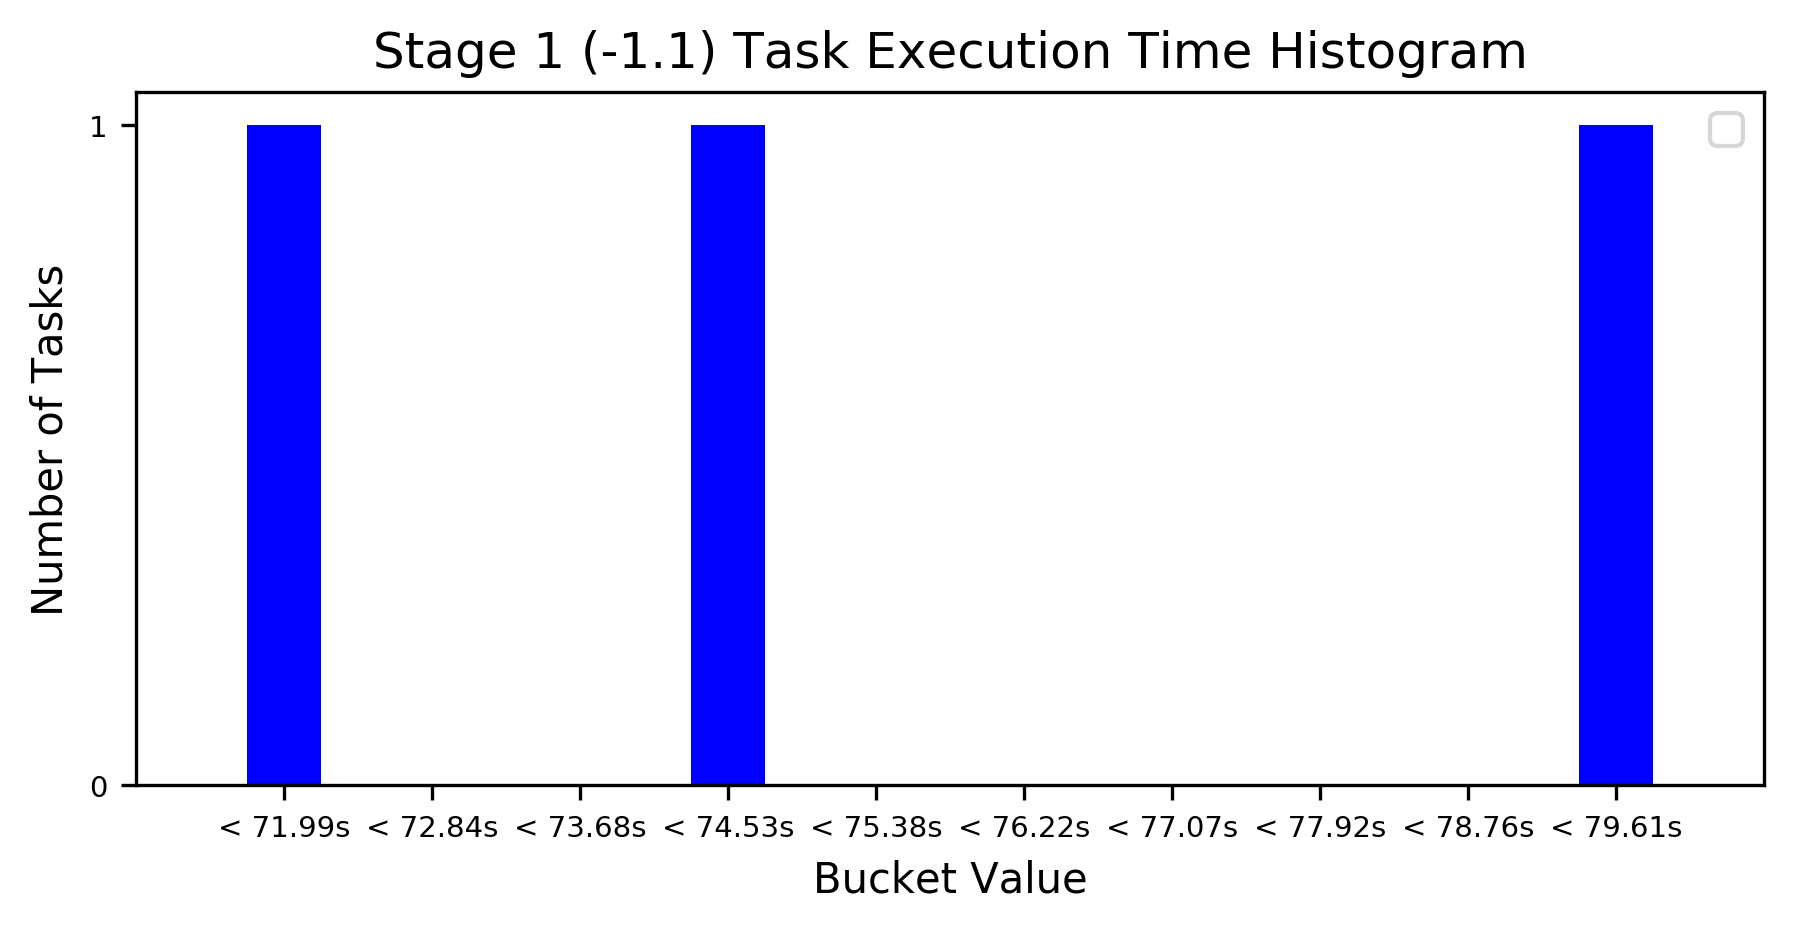 Stage 1 (-1.1) Task Execution Time Histogram
1
Number of Tasks
0
< 71.99s < 72.84s < 73.68s < 74.53s < 75.38s < 76.22s < 77.07s < 77.92s < 78.76s < 79.61s
Bucket Value